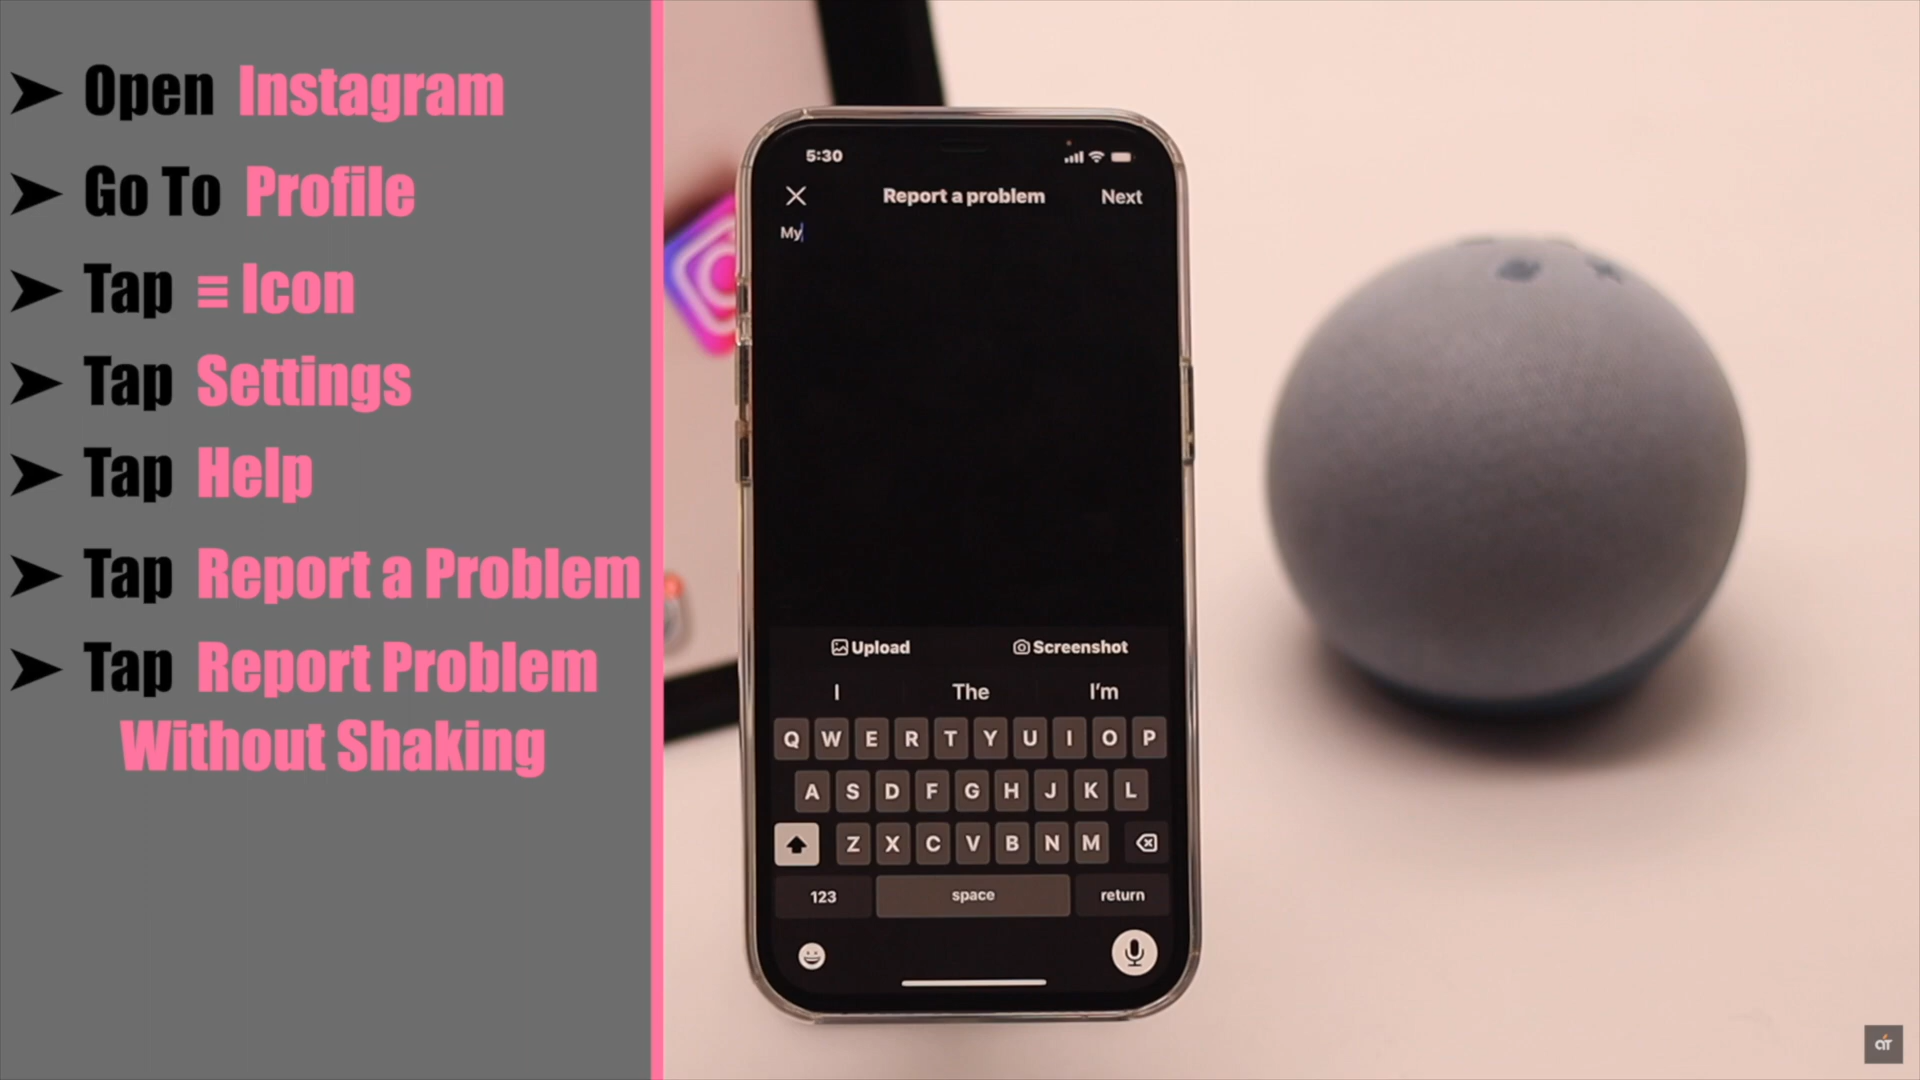 ➤ Open Instagram
➤ Go To Profile
➤ Tap ≡ Icon
➤ Tap Settings
➤ Tap Help
➤ Tap Report a Problem
➤ Tap Report Problem
Without Shaking
5:30
Report a problem Next
My
Upload Screenshot
I The I'm
Q W E R T Y U I O P
A S D F G H J K L
Z X C V B N M
123 space return
aT